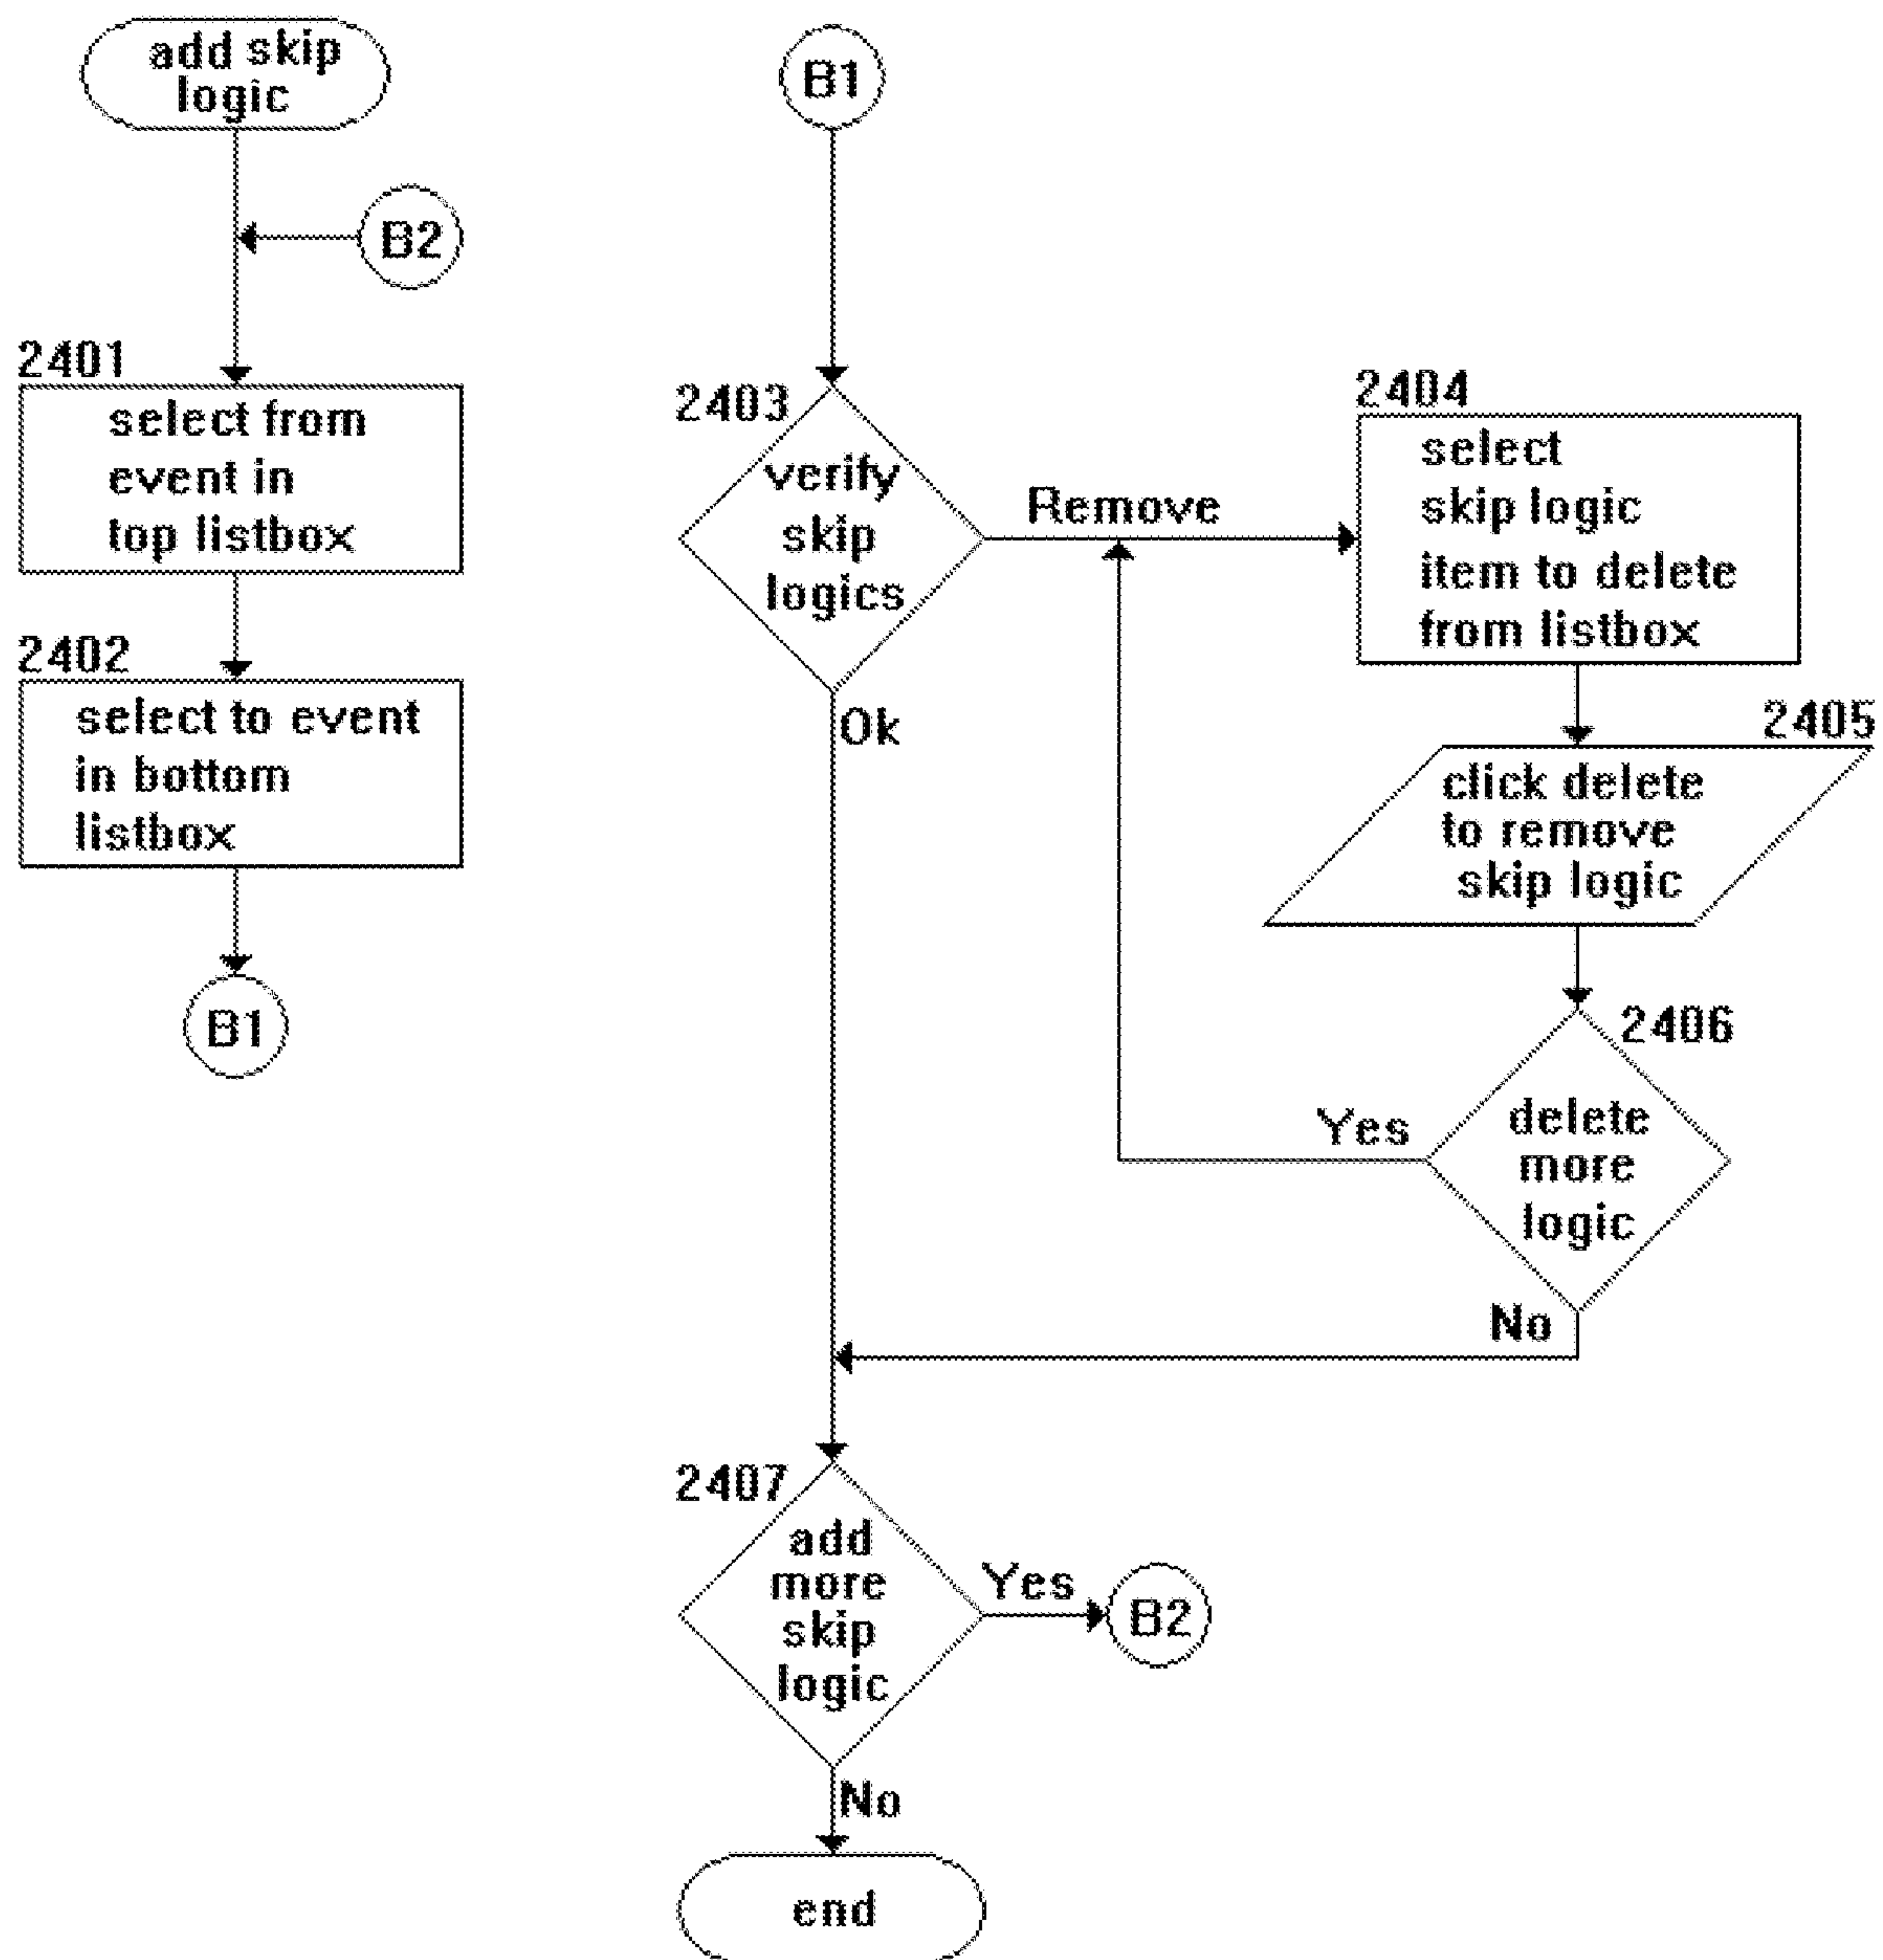 add skip
logic
B2
2401
select from
event in
top listbox
2402
select to event
in bottom
listbox
B1
B1
2403
verify
skip
logics
Remove
Ok
2404
select
skip logic
item to delete
from listbox
2405
click delete
to remove
skip logic
2406
delete
more
logic
Yes
No
2407
add
more
skip
logic
Yes
B2
No
end